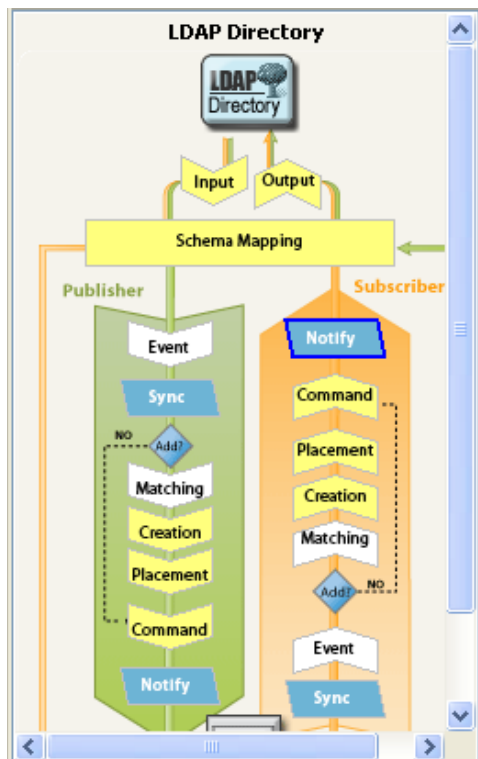 LDAP Directory
LDAP
Directory
Input
Output
Schema Mapping
Publisher
Subscriber
Event
Sync
NO
Add?
Matching
Creation
Placement
Command
Notify
Notify
Command
Placement
Creation
Matching
Add?
NO
Event
Sync